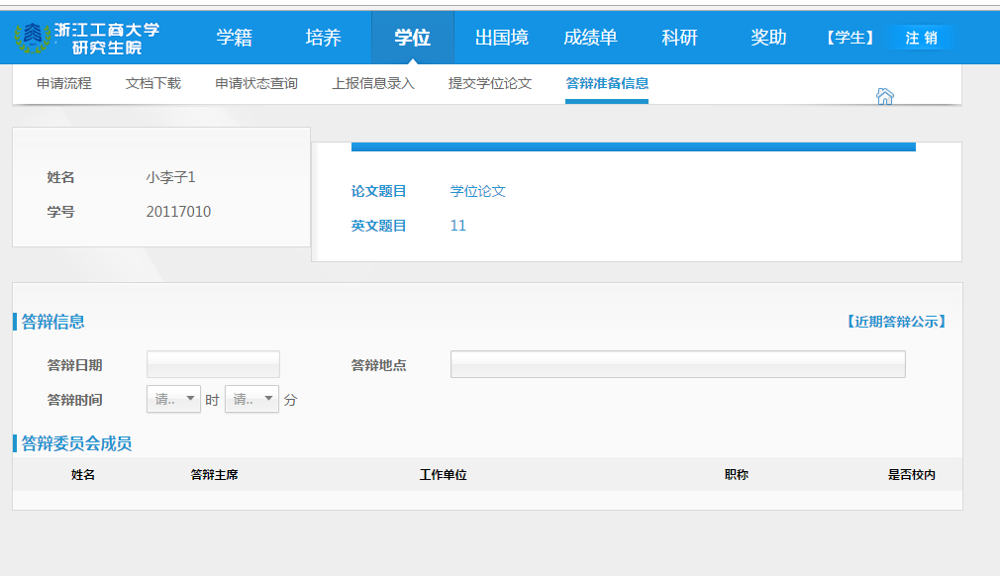 浙江工商大学
研究生院
学籍 培养 学位 出国境 成绩单 科研 奖助 【学生】 注 销
申请流程 文档下载 申请状态查询 上报信息录入 提交学位论文 答辩准备信息
姓名 小李子1
学号 20117010
论文题目 学位论文
英文题目 11
答辩信息 【近期答辩公示】
答辩日期 答辩地点
答辩时间 请.. 时 请.. 分
答辩委员会成员
姓名 答辩主席 工作单位 职称 是否校内